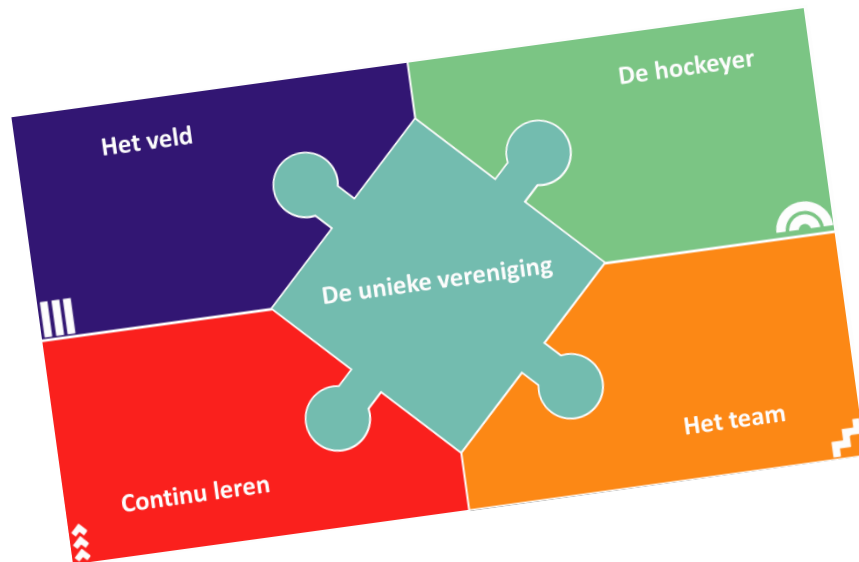 Het veld
De hockeyer
De unieke vereniging
Continu leren
Het team